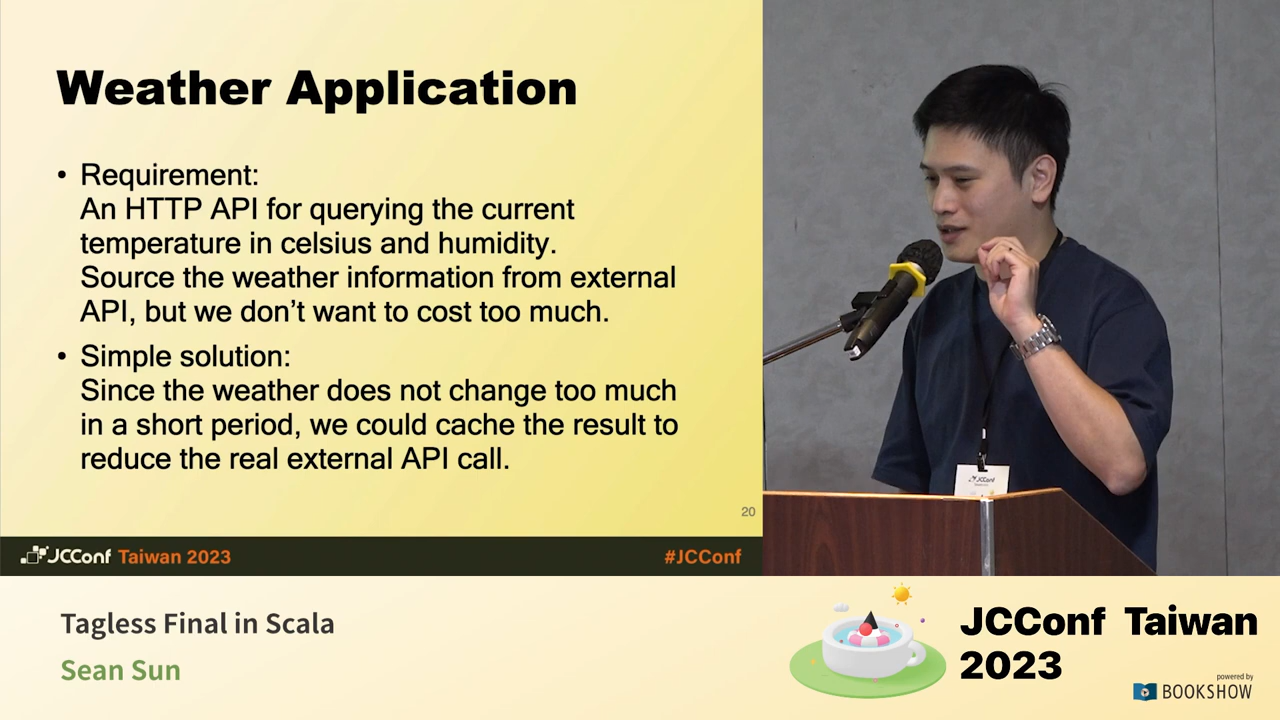 Weather Application
• Requirement:
An HTTP API for querying the current
temperature in celsius and humidity.
Source the weather information from external
API, but we don’t want to cost too much.
• Simple solution:
Since the weather does not change too much
in a short period, we could cache the result to
reduce the real external API call.
20
JCConf Taiwan 2023
#JCConf
JCConf
Tagless Final in Scala
Sean Sun
JCConf Taiwan
2023
powered by
BOOKSHOW